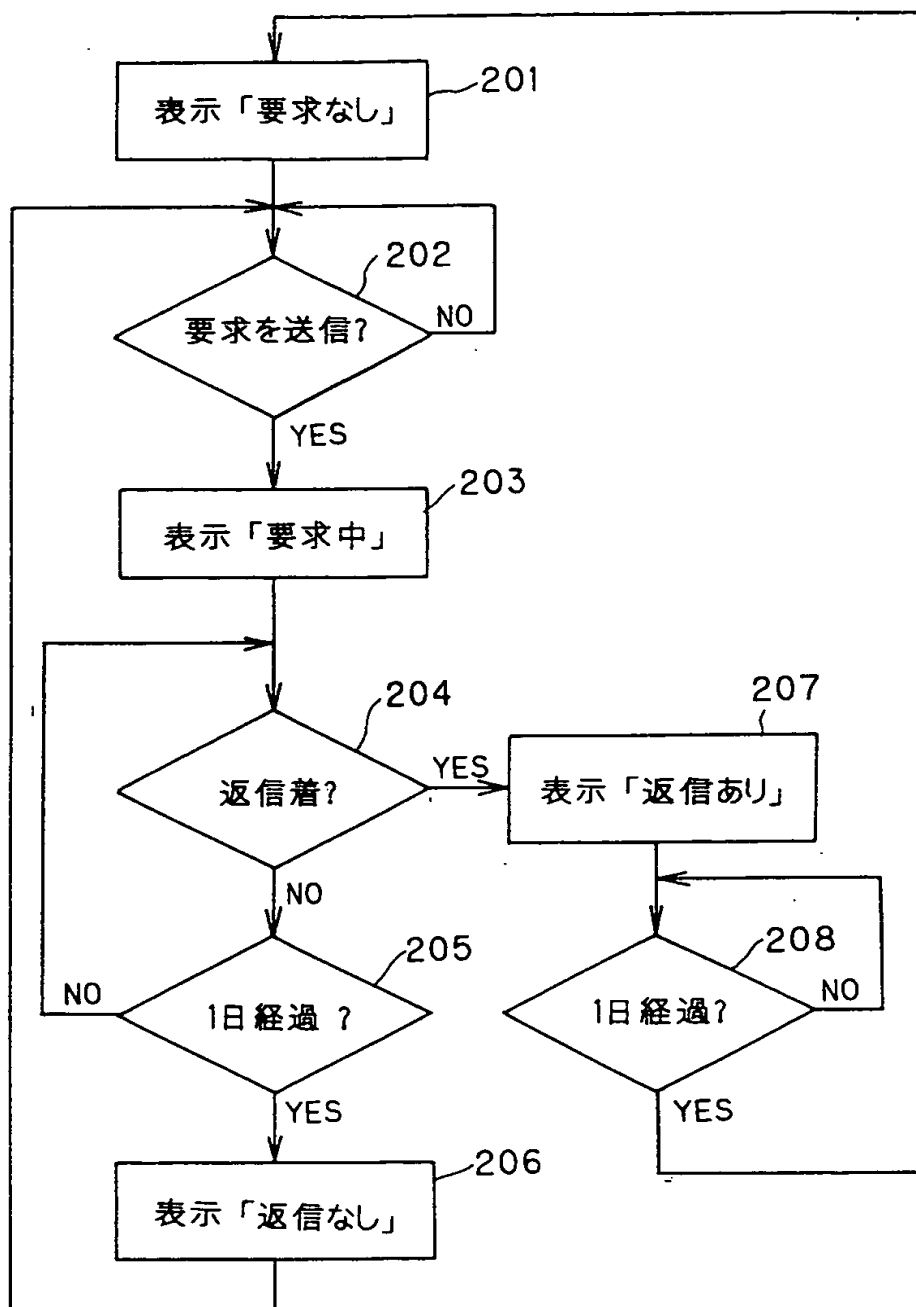 201
表示「要求なし」
202
要求を送信?
NO
YES
203
表示「要求中」
204
返信着?
YES
NO
207
表示「返信あり」
205
1日経過 ?
NO
YES
208
1日経過?
NO
YES
206
表示「返信なし」